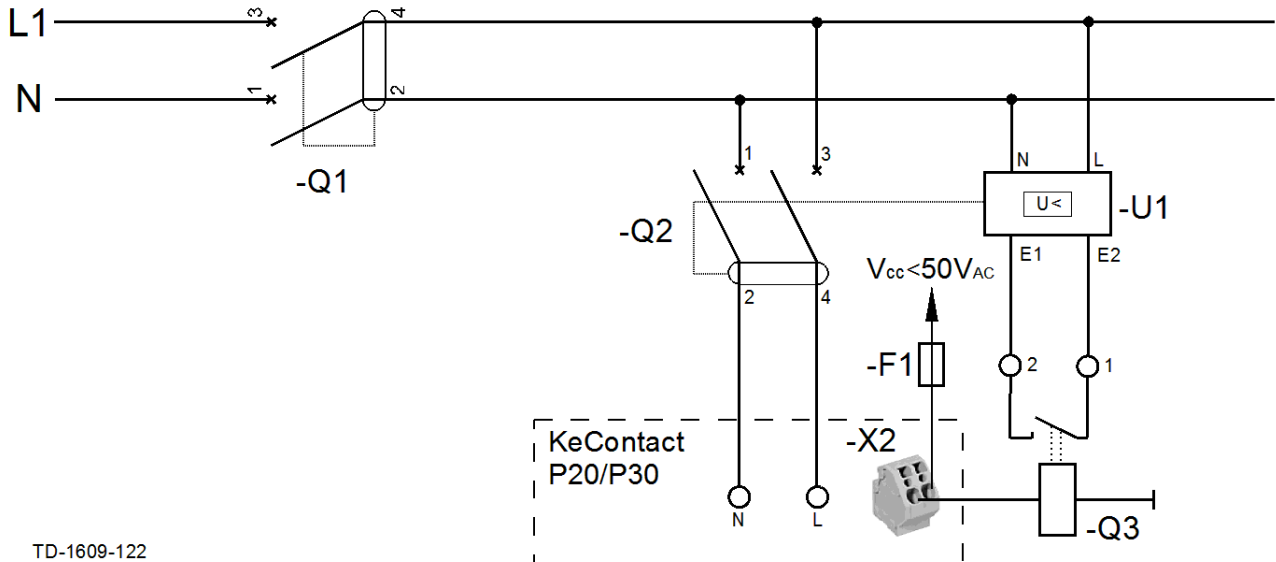 L1
3
4
N
1
2
-Q1
1
3
N
L
-Q2
U<
-U1
2
4
E1
E2
Vcc<50VAC
-F1
2
1
KeContact
P20/P30
-X2
N
L
-Q3
TD-1609-122